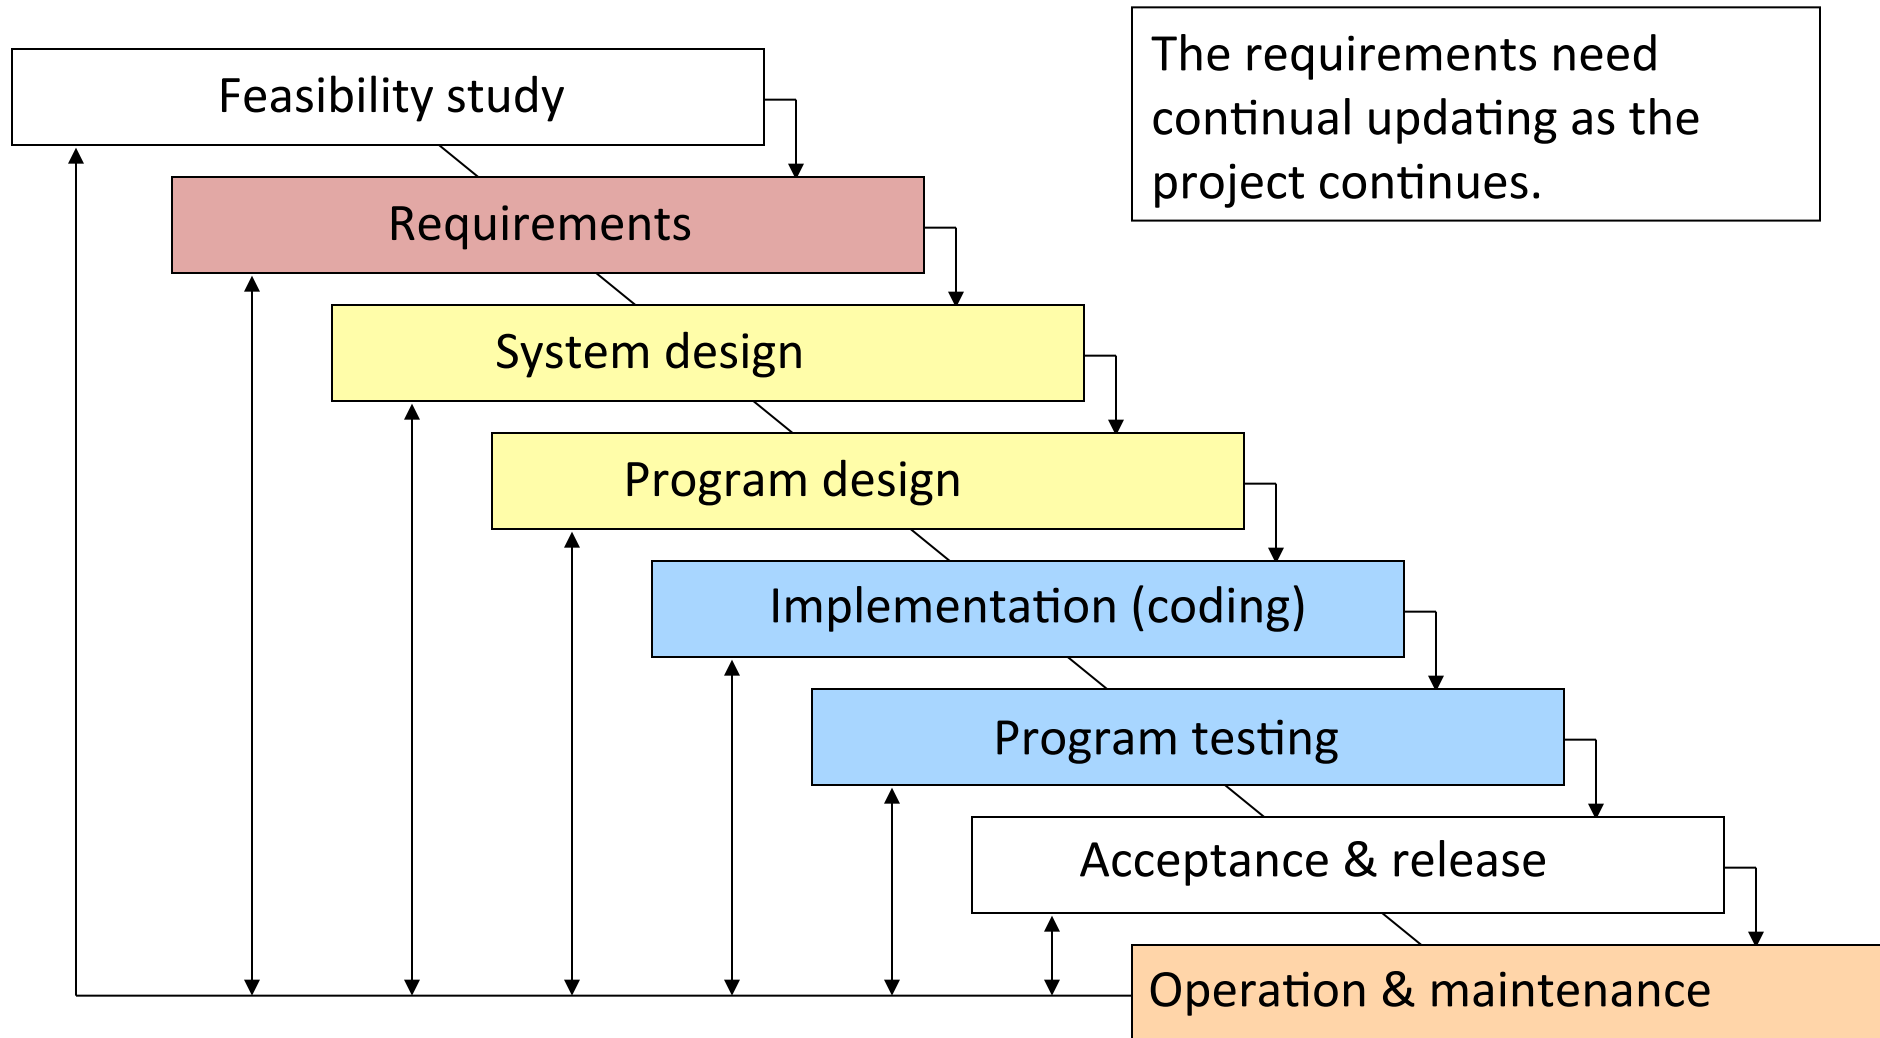 Feasibility study
The requirements need
continual updating as the
project continues.
Requirements
System design
Program design
Implementation (coding)
Program testing
Acceptance & release
Operation & maintenance